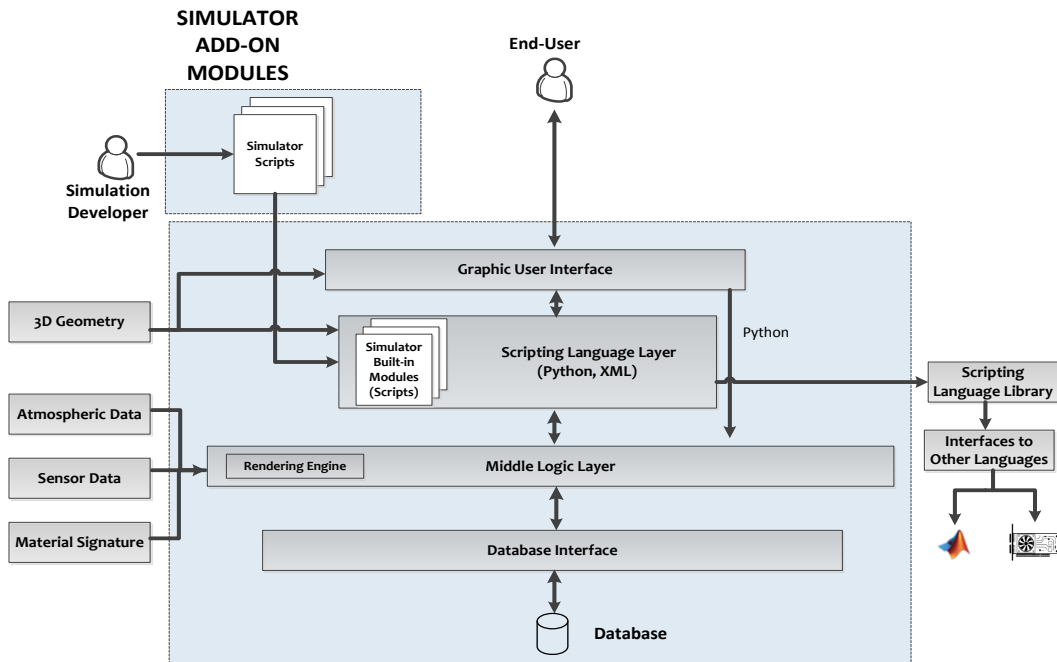 SIMULATOR
ADD-ON
MODULES
End-User
Simulator
Scripts
Simulation
Developer
Graphic User Interface
3D Geometry
Python
Simulator
Built-in
Modules
(Scripts)
Scripting Language Layer
(Python, XML)
Scripting
Language Library
Atmospheric Data
Interfaces to
Other Languages
Rendering Engine
Middle Logic Layer
Sensor Data
Material Signature
Database Interface
Database